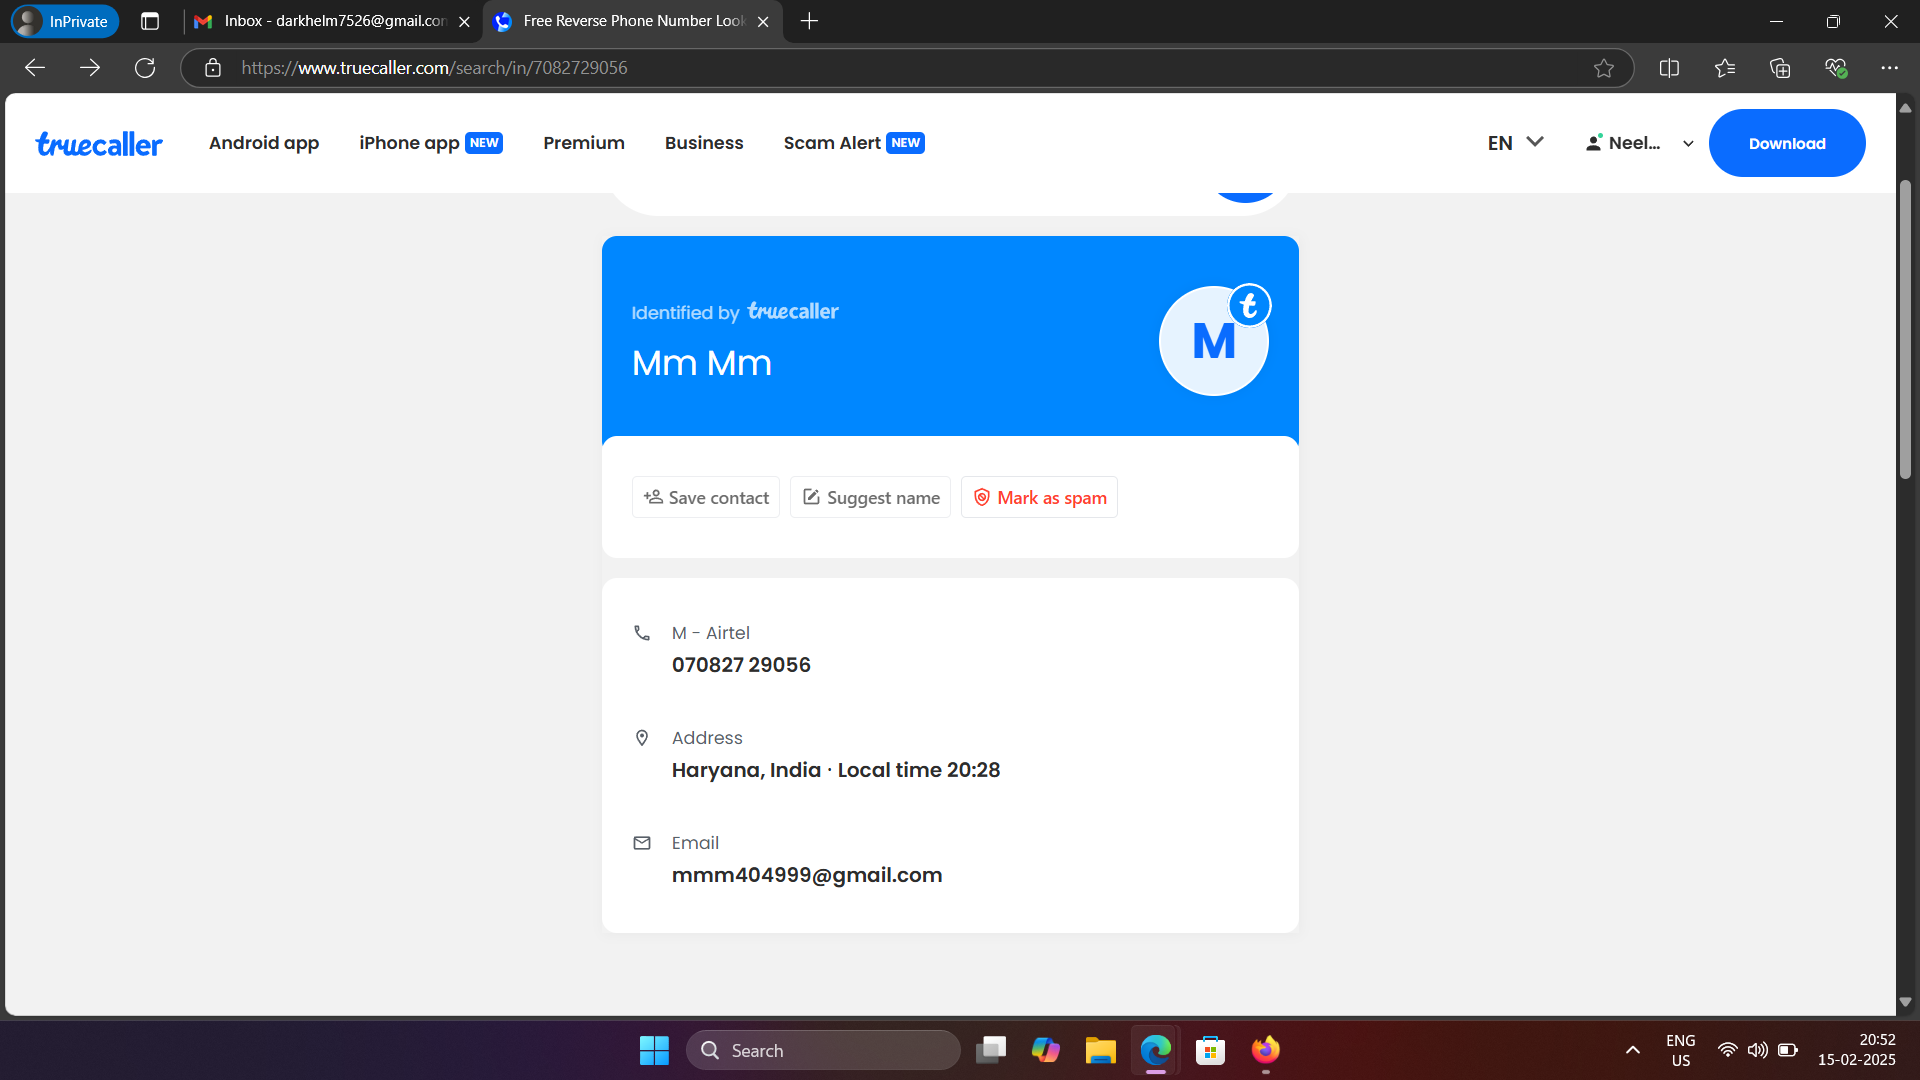 InPrivate
Inbox - darkhelm7526@gmail.con
Free Reverse Phone Number Look
https://www.truecaller.com/search/in/7082729056
truecaller
Android app
iPhone app NEW
Premium
Business
Scam Alert NEW
EN
Neel...
Download
Identified by truecaller
Mm Mm
M
t
Save contact
Suggest name
Mark as spam
M - Airtel
070827 29056
Address
Haryana, India · Local time 20:28
Email
mmm404999@gmail.com
Search
ENG
US
20:52
15-02-2025